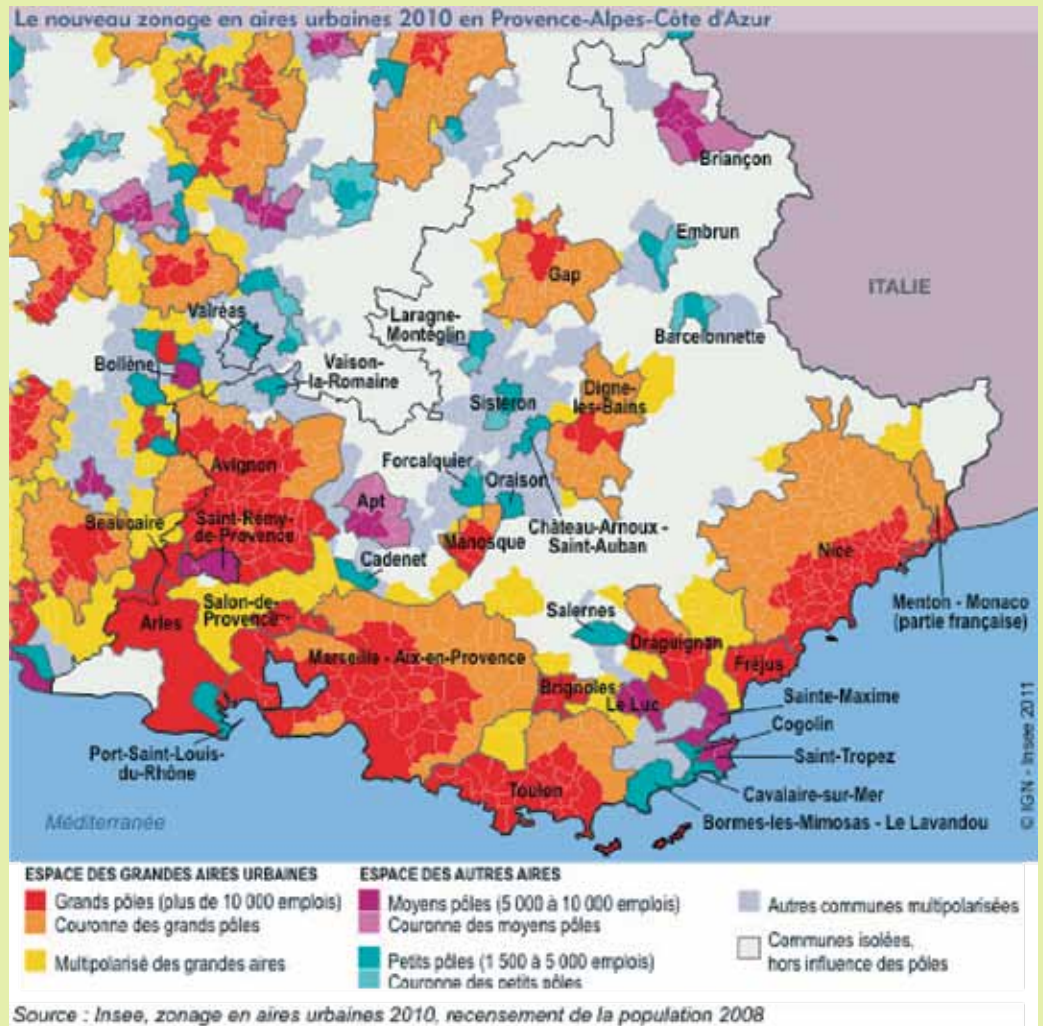 Le nouveau zonage en aires urbaines 2010 en Provence-Alpes-Côte d'Azur
Briançon
Embrun
Gap
ITALIE
Valréas
Laragne-
Montéglin
Barcelonnette
Bollène
Vaison-
la-Romaine
Digne-
les-Bains
Sisteron
Avignon
Forcalquier
Oraison
Apt
Beaucaire
Saint-Remy-
de-Provence
Château-Arnoux -
Saint-Auban
Manosque
Nice
Cadenet
Menton - Monaco
(partie française)
Salon-de-
Provence
Salernes
Arles
Draguignan
Marseille - Aix-en-Provence
Fréjus
Brignoles
Le Luc
Sainte-Maxime
Cogolin
Port-Saint-Louis-
du-Rhône
Saint-Tropez
Toulon
Cavalaire-sur-Mer
Méditerranée
Bormes-les-Mimosas - Le Lavandou
© IGN - Insee 2011
ESPACE DES GRANDES AIRES URBAINES
Grands pôles (plus de 10 000 emplois)
Couronne des grands pôles
Multipolarisé des grandes aires
ESPACE DES AUTRES AIRES
Moyens pôles (5 000 à 10 000 emplois)
Couronne des moyens pôles
Petits pôles (1 500 à 5 000 emplois)
Couronne des petits pôles
Autres communes multipolarisées
Communes isolées,
hors influence des pôles
Source : Insee, zonage en aires urbaines 2010, recensement de la population 2008